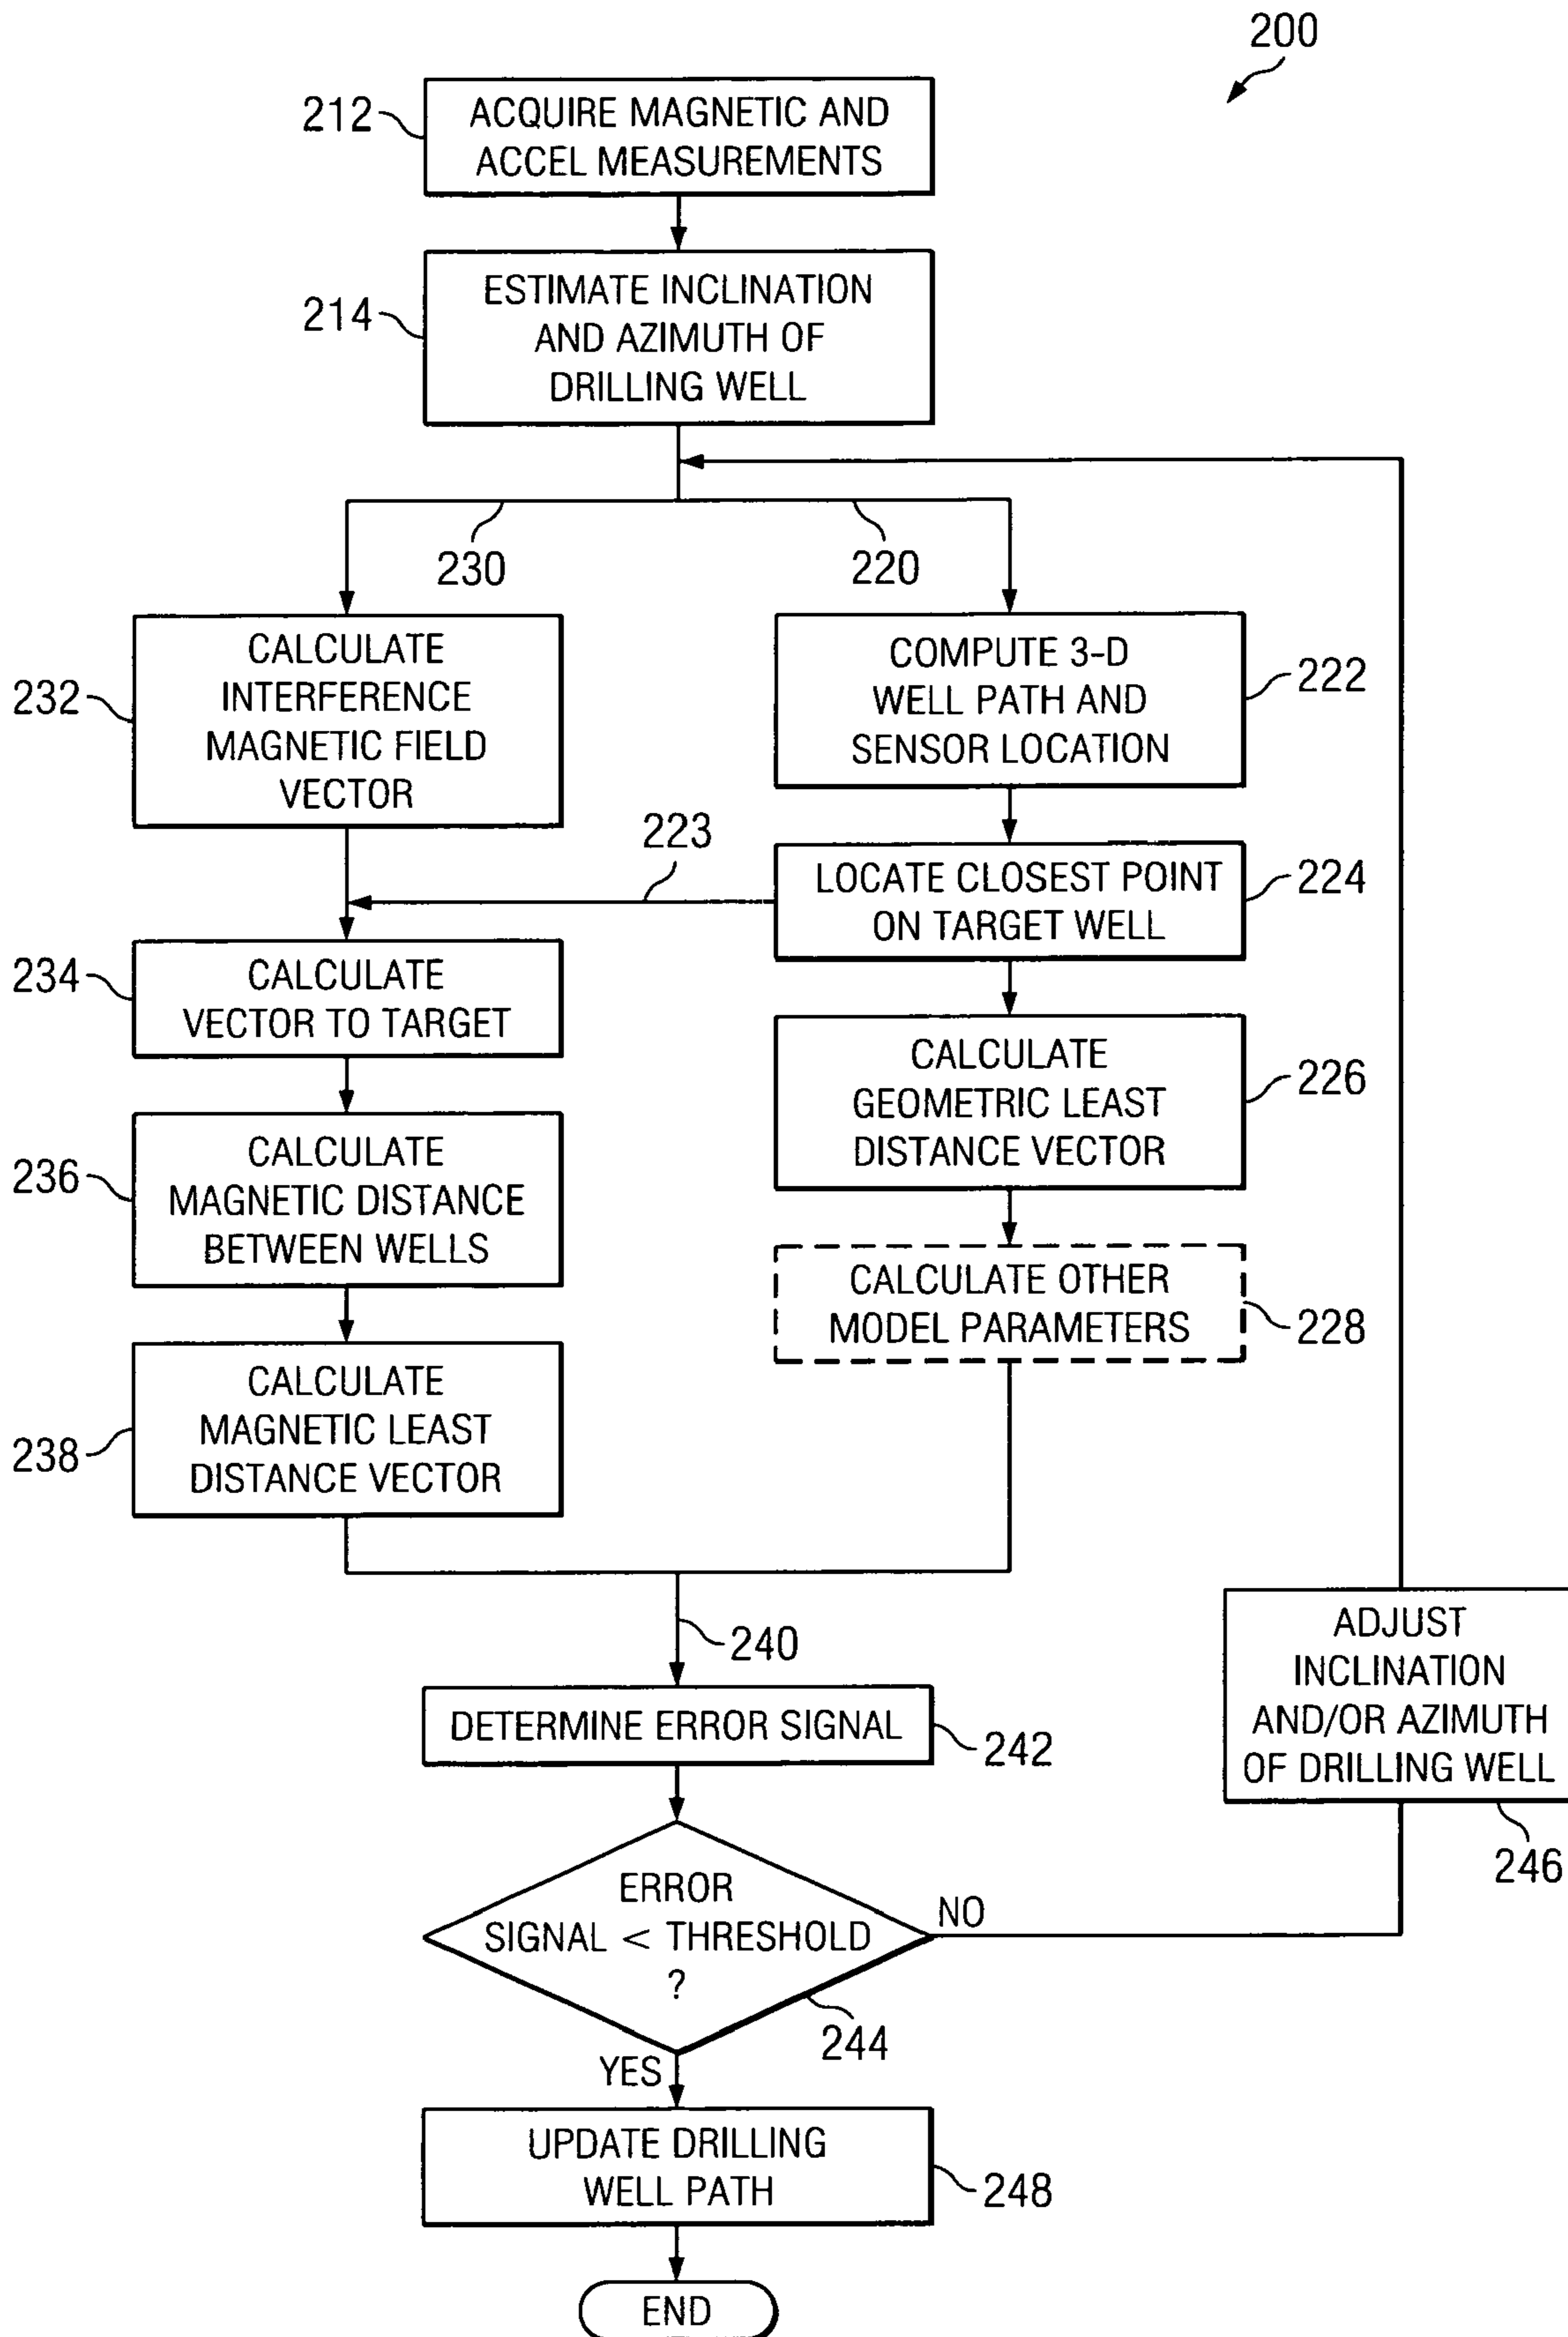 200
212
ACQUIRE MAGNETIC AND
ACCEL MEASUREMENTS
214
ESTIMATE INCLINATION
AND AZIMUTH OF
DRILLING WELL
230
220
232
CALCULATE
INTERFERENCE
MAGNETIC FIELD
VECTOR
COMPUTE 3-D
WELL PATH AND
SENSOR LOCATION
222
223
LOCATE CLOSEST POINT
ON TARGET WELL
224
234
CALCULATE
VECTOR TO TARGET
CALCULATE
GEOMETRIC LEAST
DISTANCE VECTOR
226
236
CALCULATE
MAGNETIC DISTANCE
BETWEEN WELLS
CALCULATE OTHER
MODEL PARAMETERS
228
238
CALCULATE
MAGNETIC LEAST
DISTANCE VECTOR
240
DETERMINE ERROR SIGNAL
242
ADJUST
INCLINATION
AND/OR AZIMUTH
OF DRILLING WELL
246
ERROR
SIGNAL < THRESHOLD
?
NO
244
YES
UPDATE DRILLING
WELL PATH
248
END